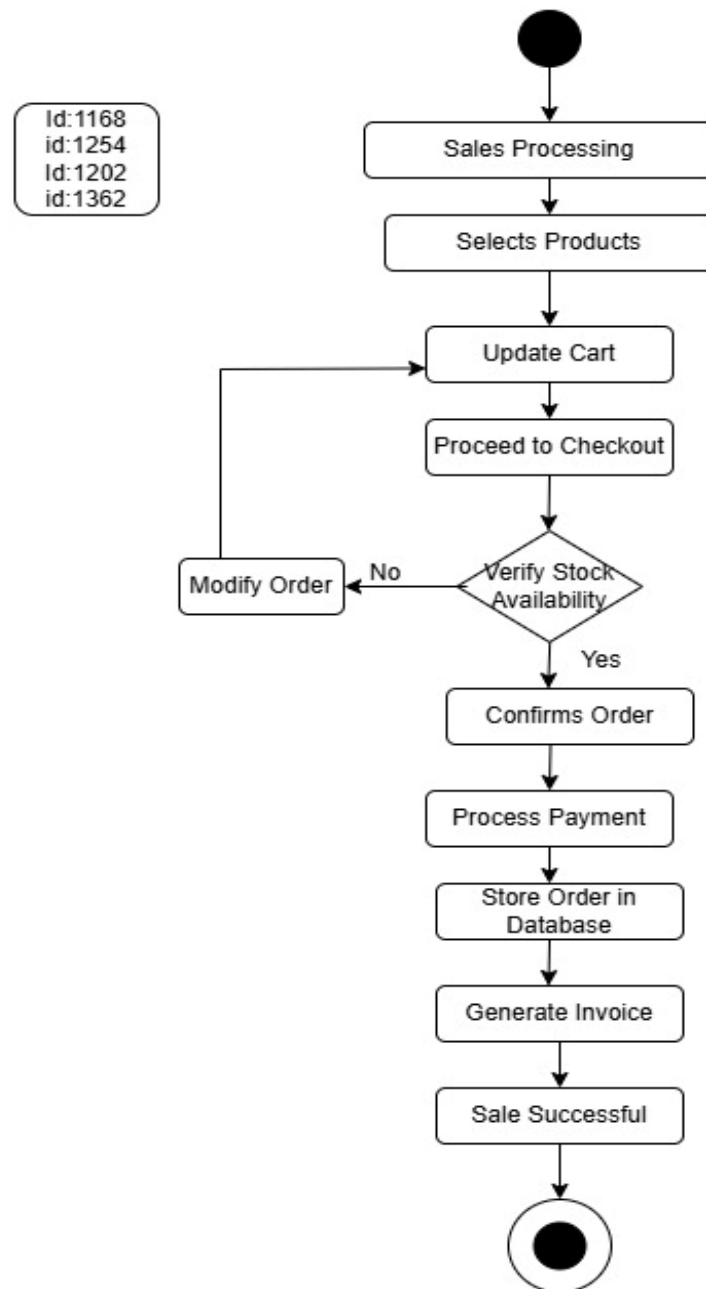 Id:1168
id:1254
Id:1202
id:1362
Sales Processing
Selects Products
Update Cart
Proceed to Checkout
Verify Stock
Availability
No
Modify Order
Yes
Confirms Order
Process Payment
Store Order in
Database
Generate Invoice
Sale Successful